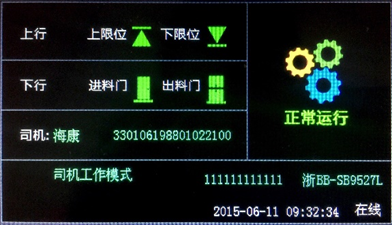 上行 上限位 下限位
下行 进料门 出料门
正常运行
司机: 海康 330106198801022100
司机工作模式
111111111111 浙BB-SB9527L
2015-06-11 09:32:34 在线